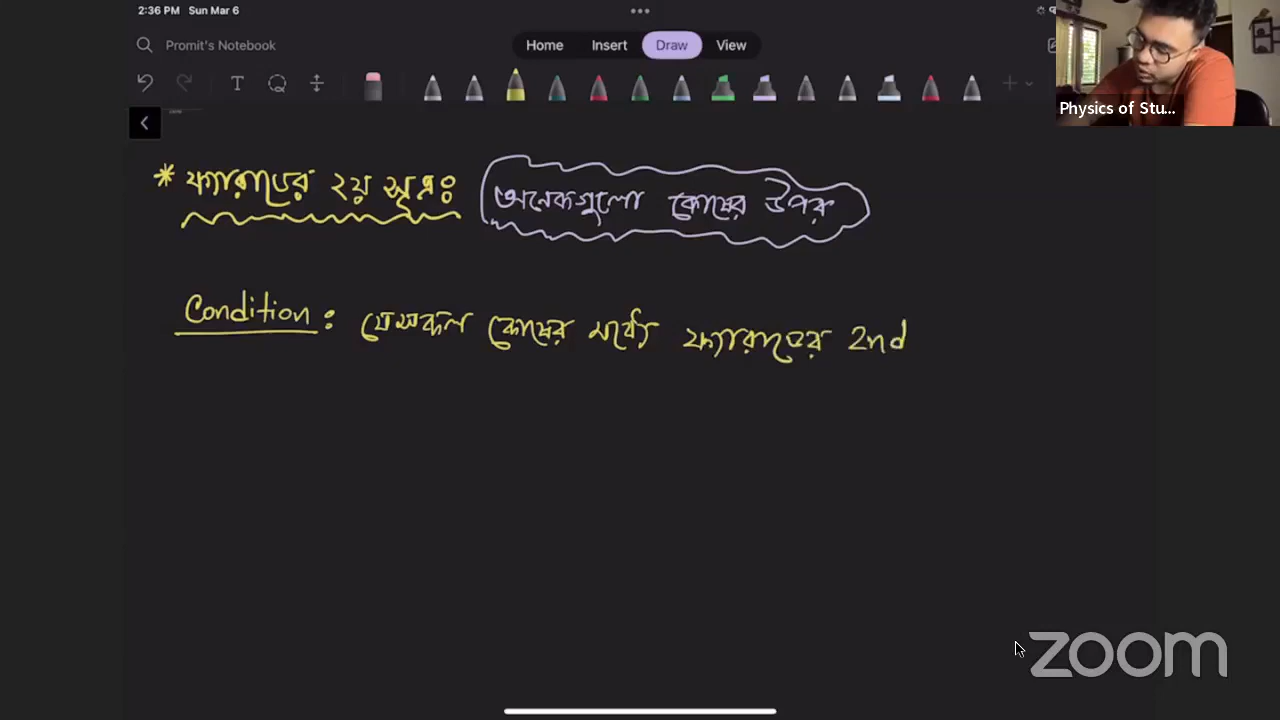 2:36 PM Sun Mar 6
Promit's Notebook
Home Insert Draw View
Physics of Stu...
* ফ্যারাডের ২য় সূত্রঃ অনেকগুলো কোষের উপর
Condition: যেসকল কোষের মধ্যে ফ্যারাডের 2nd
zoom